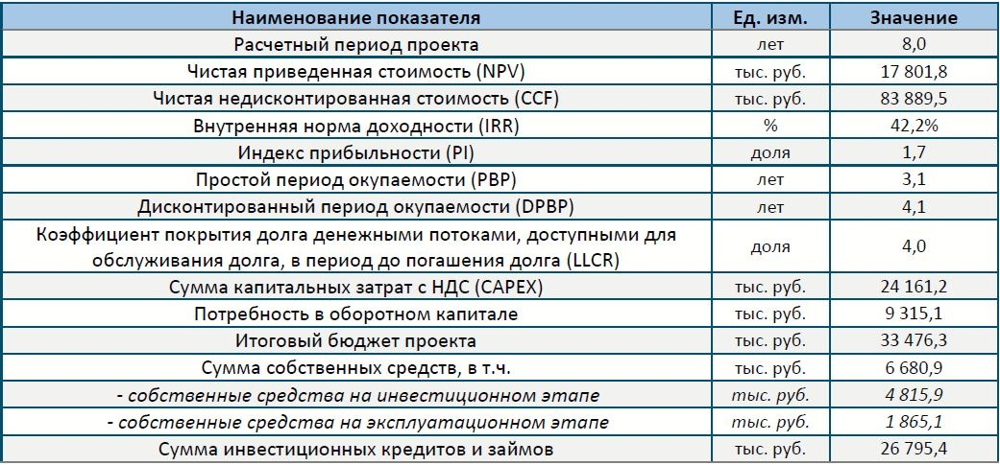 Наименование показателя Ед. изм. Значение
Расчетный период проекта лет 8,0
Чистая приведенная стоимость (NPV) тыс. руб. 17 801,8
Чистая недисконтированная стоимость (CCF) тыс. руб. 83 889,5
Внутренняя норма доходности (IRR) % 42,2%
Индекс прибыльности (PI) доля 1,7
Простой период окупаемости (PBP) лет 3,1
Дисконтированный период окупаемости (DPBP) лет 4,1
Коэффициент покрытия долга денежными потоками, доступными для
обслуживания долга, в период до погашения долга (LLCR) доля 4,0
Сумма капитальных затрат с НДС (CAPEX) тыс. руб. 24 161,2
Потребность в оборотном капитале тыс. руб. 9 315,1
Итоговый бюджет проекта тыс. руб. 33 476,3
Сумма собственных средств, в т.ч. тыс. руб. 6 680,9
- собственные средства на инвестиционном этапе тыс. руб. 4 815,9
- собственные средства на эксплуатационном этапе тыс. руб. 1 865,1
Сумма инвестиционных кредитов и займов тыс. руб. 26 795,4